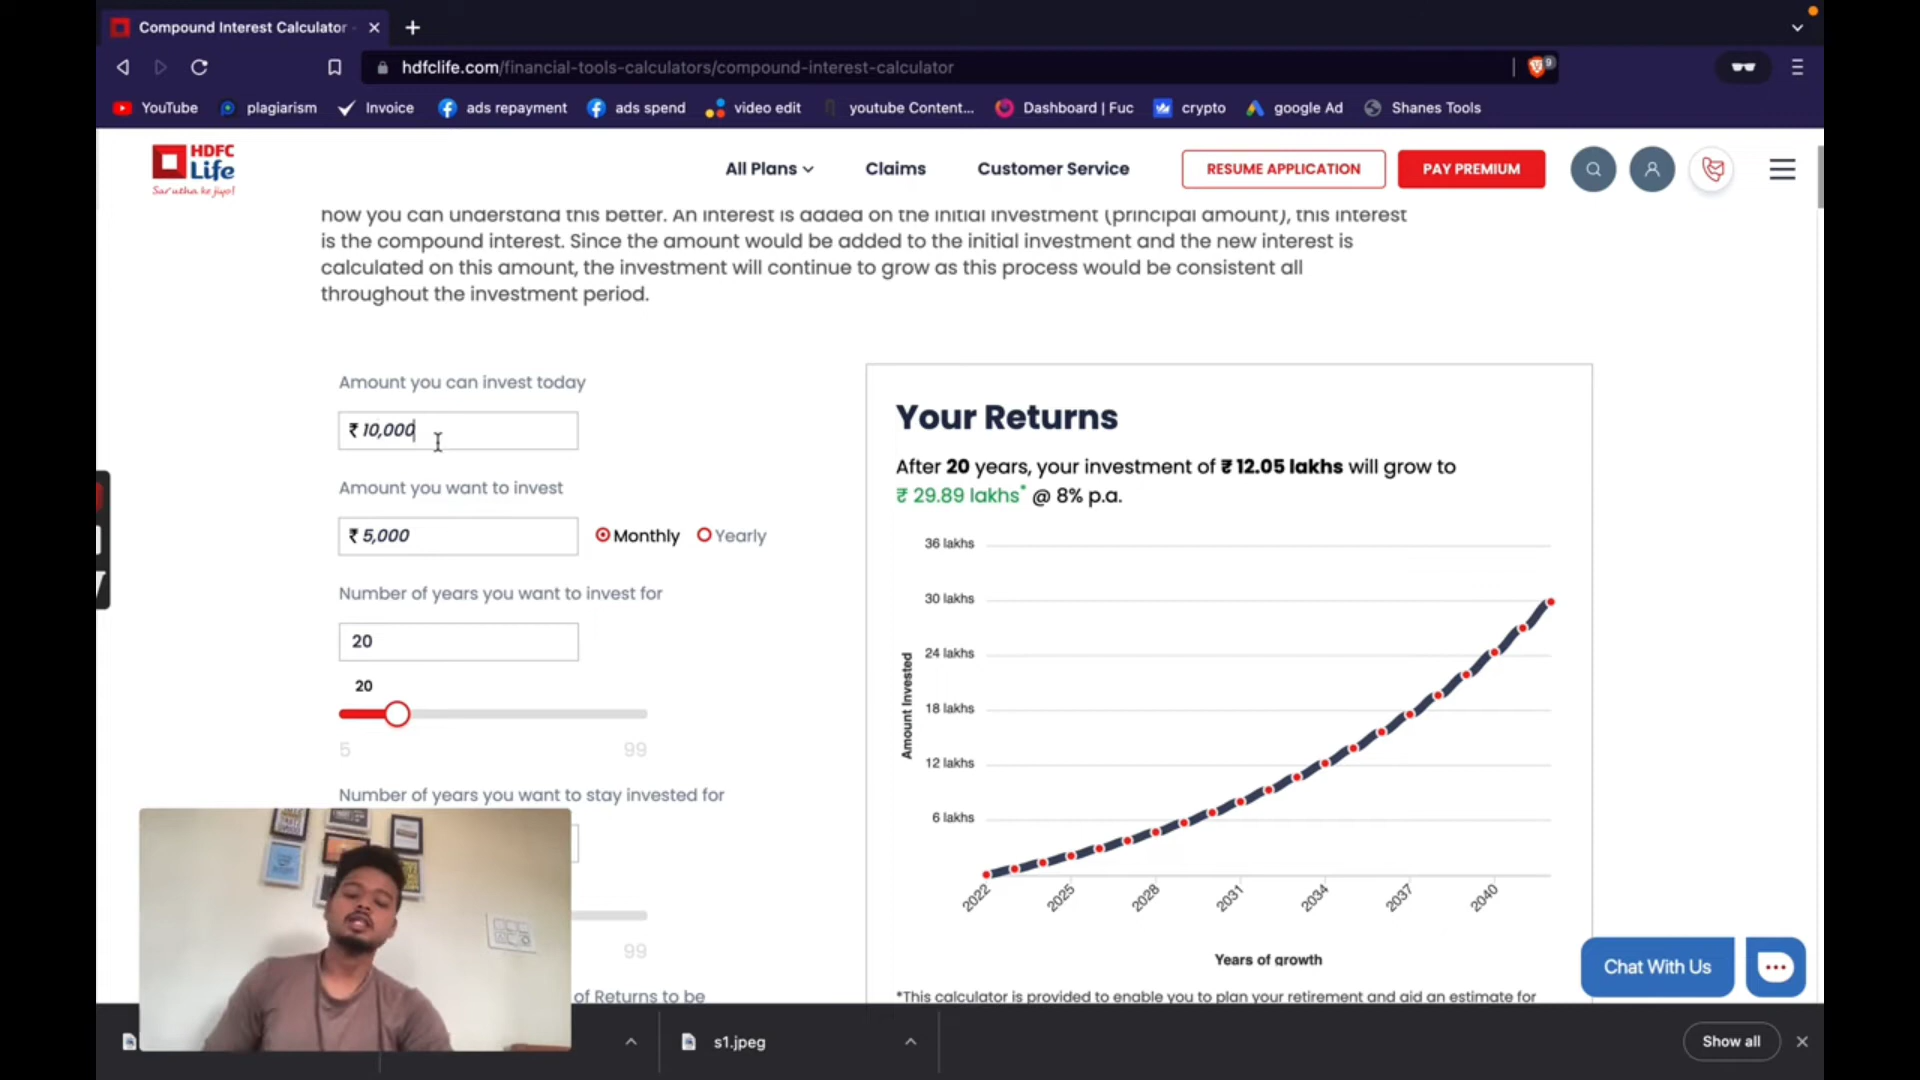 Compound Interest Calculator
hdfclife.com/financial-tools-calculators/compound-interest-calculator
9
YouTube
plagiarism
Invoice
ads repayment
ads spend
video edit
youtube Content...
Dashboard | Fuc
crypto
google Ad
Shanes Tools
HDFC
Life
Sar utha ke jiyo!
All Plans
Claims
Customer Service
RESUME APPLICATION
PAY PREMIUM
how you can understand this better. An interest is added on the initial investment (principal amount), this interest
is the compound interest. Since the amount would be added to the initial investment and the new interest is
calculated on this amount, the investment will continue to grow as this process would be consistent all
throughout the investment period.
Amount you can invest today
₹ 10,000
Amount you want to invest
₹ 5,000
Monthly
Yearly
Number of years you want to invest for
20
20
5
99
Number of years you want to stay invested for
99
of Returns to be
Your Returns
After 20 years, your investment of ₹ 12.05 lakhs will grow to
₹ 29.89 lakhs* @ 8% p.a.
36 lakhs
30 lakhs
24 lakhs
18 lakhs
12 lakhs
6 lakhs
Amount Invested
2022
2025
2028
2031
2034
2037
2040
Years of growth
*This calculator is provided to enable you to plan your retirement and aid an estimate for
Chat With Us
s1.jpeg
Show all